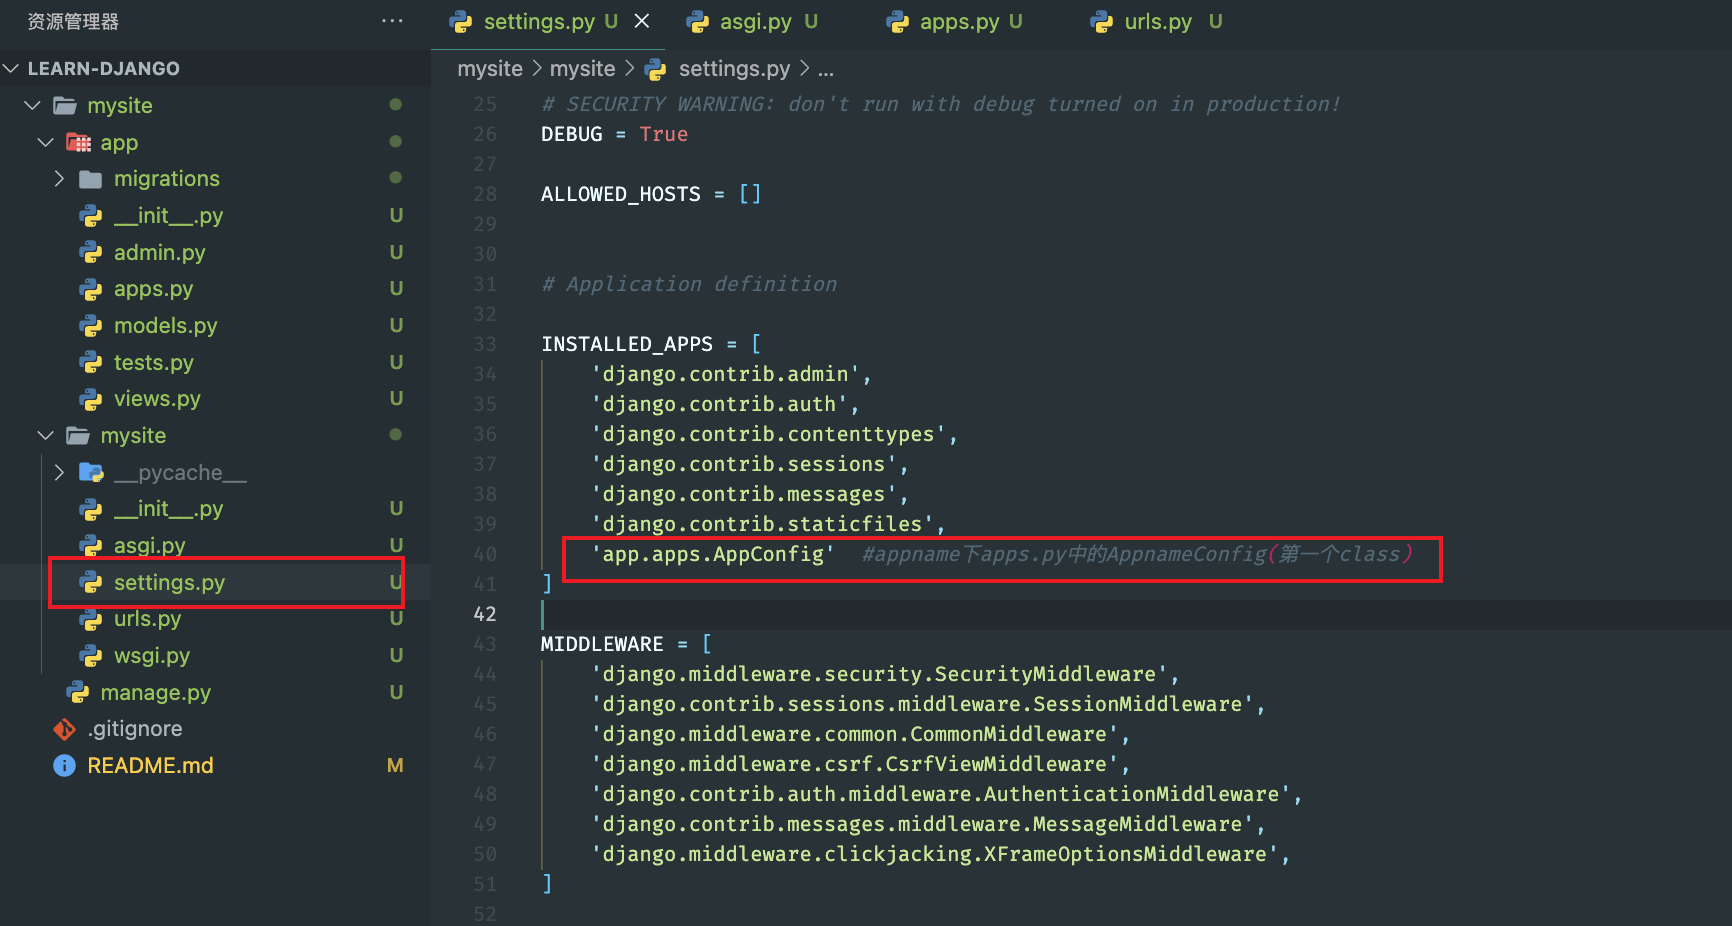 资源管理器 ···
LEARN-DJANGO
mysite
app
migrations
__init__.py U
admin.py U
apps.py U
models.py U
tests.py U
views.py U
mysite
__pycache__
__init__.py U
asgi.py U
settings.py U
urls.py U
wsgi.py U
manage.py U
.gitignore
README.md M
settings.py U asgi.py U apps.py U urls.py U
mysite > mysite > settings.py > ...
25 # SECURITY WARNING: don't run with debug turned on in production!
26 DEBUG = True
27
28 ALLOWED_HOSTS = []
29
30
31 # Application definition
32
33 INSTALLED_APPS = [
34 'django.contrib.admin',
35 'django.contrib.auth',
36 'django.contrib.contenttypes',
37 'django.contrib.sessions',
38 'django.contrib.messages',
39 'django.contrib.staticfiles',
40 'app.apps.AppConfig' #appname下apps.py中的AppnameConfig(第一个class)
41 ]
42
43 MIDDLEWARE = [
44 'django.middleware.security.SecurityMiddleware',
45 'django.contrib.sessions.middleware.SessionMiddleware',
46 'django.middleware.common.CommonMiddleware',
47 'django.middleware.csrf.CsrfViewMiddleware',
48 'django.contrib.auth.middleware.AuthenticationMiddleware',
49 'django.contrib.messages.middleware.MessageMiddleware',
50 'django.middleware.clickjacking.XFrameOptionsMiddleware',
51 ]
52